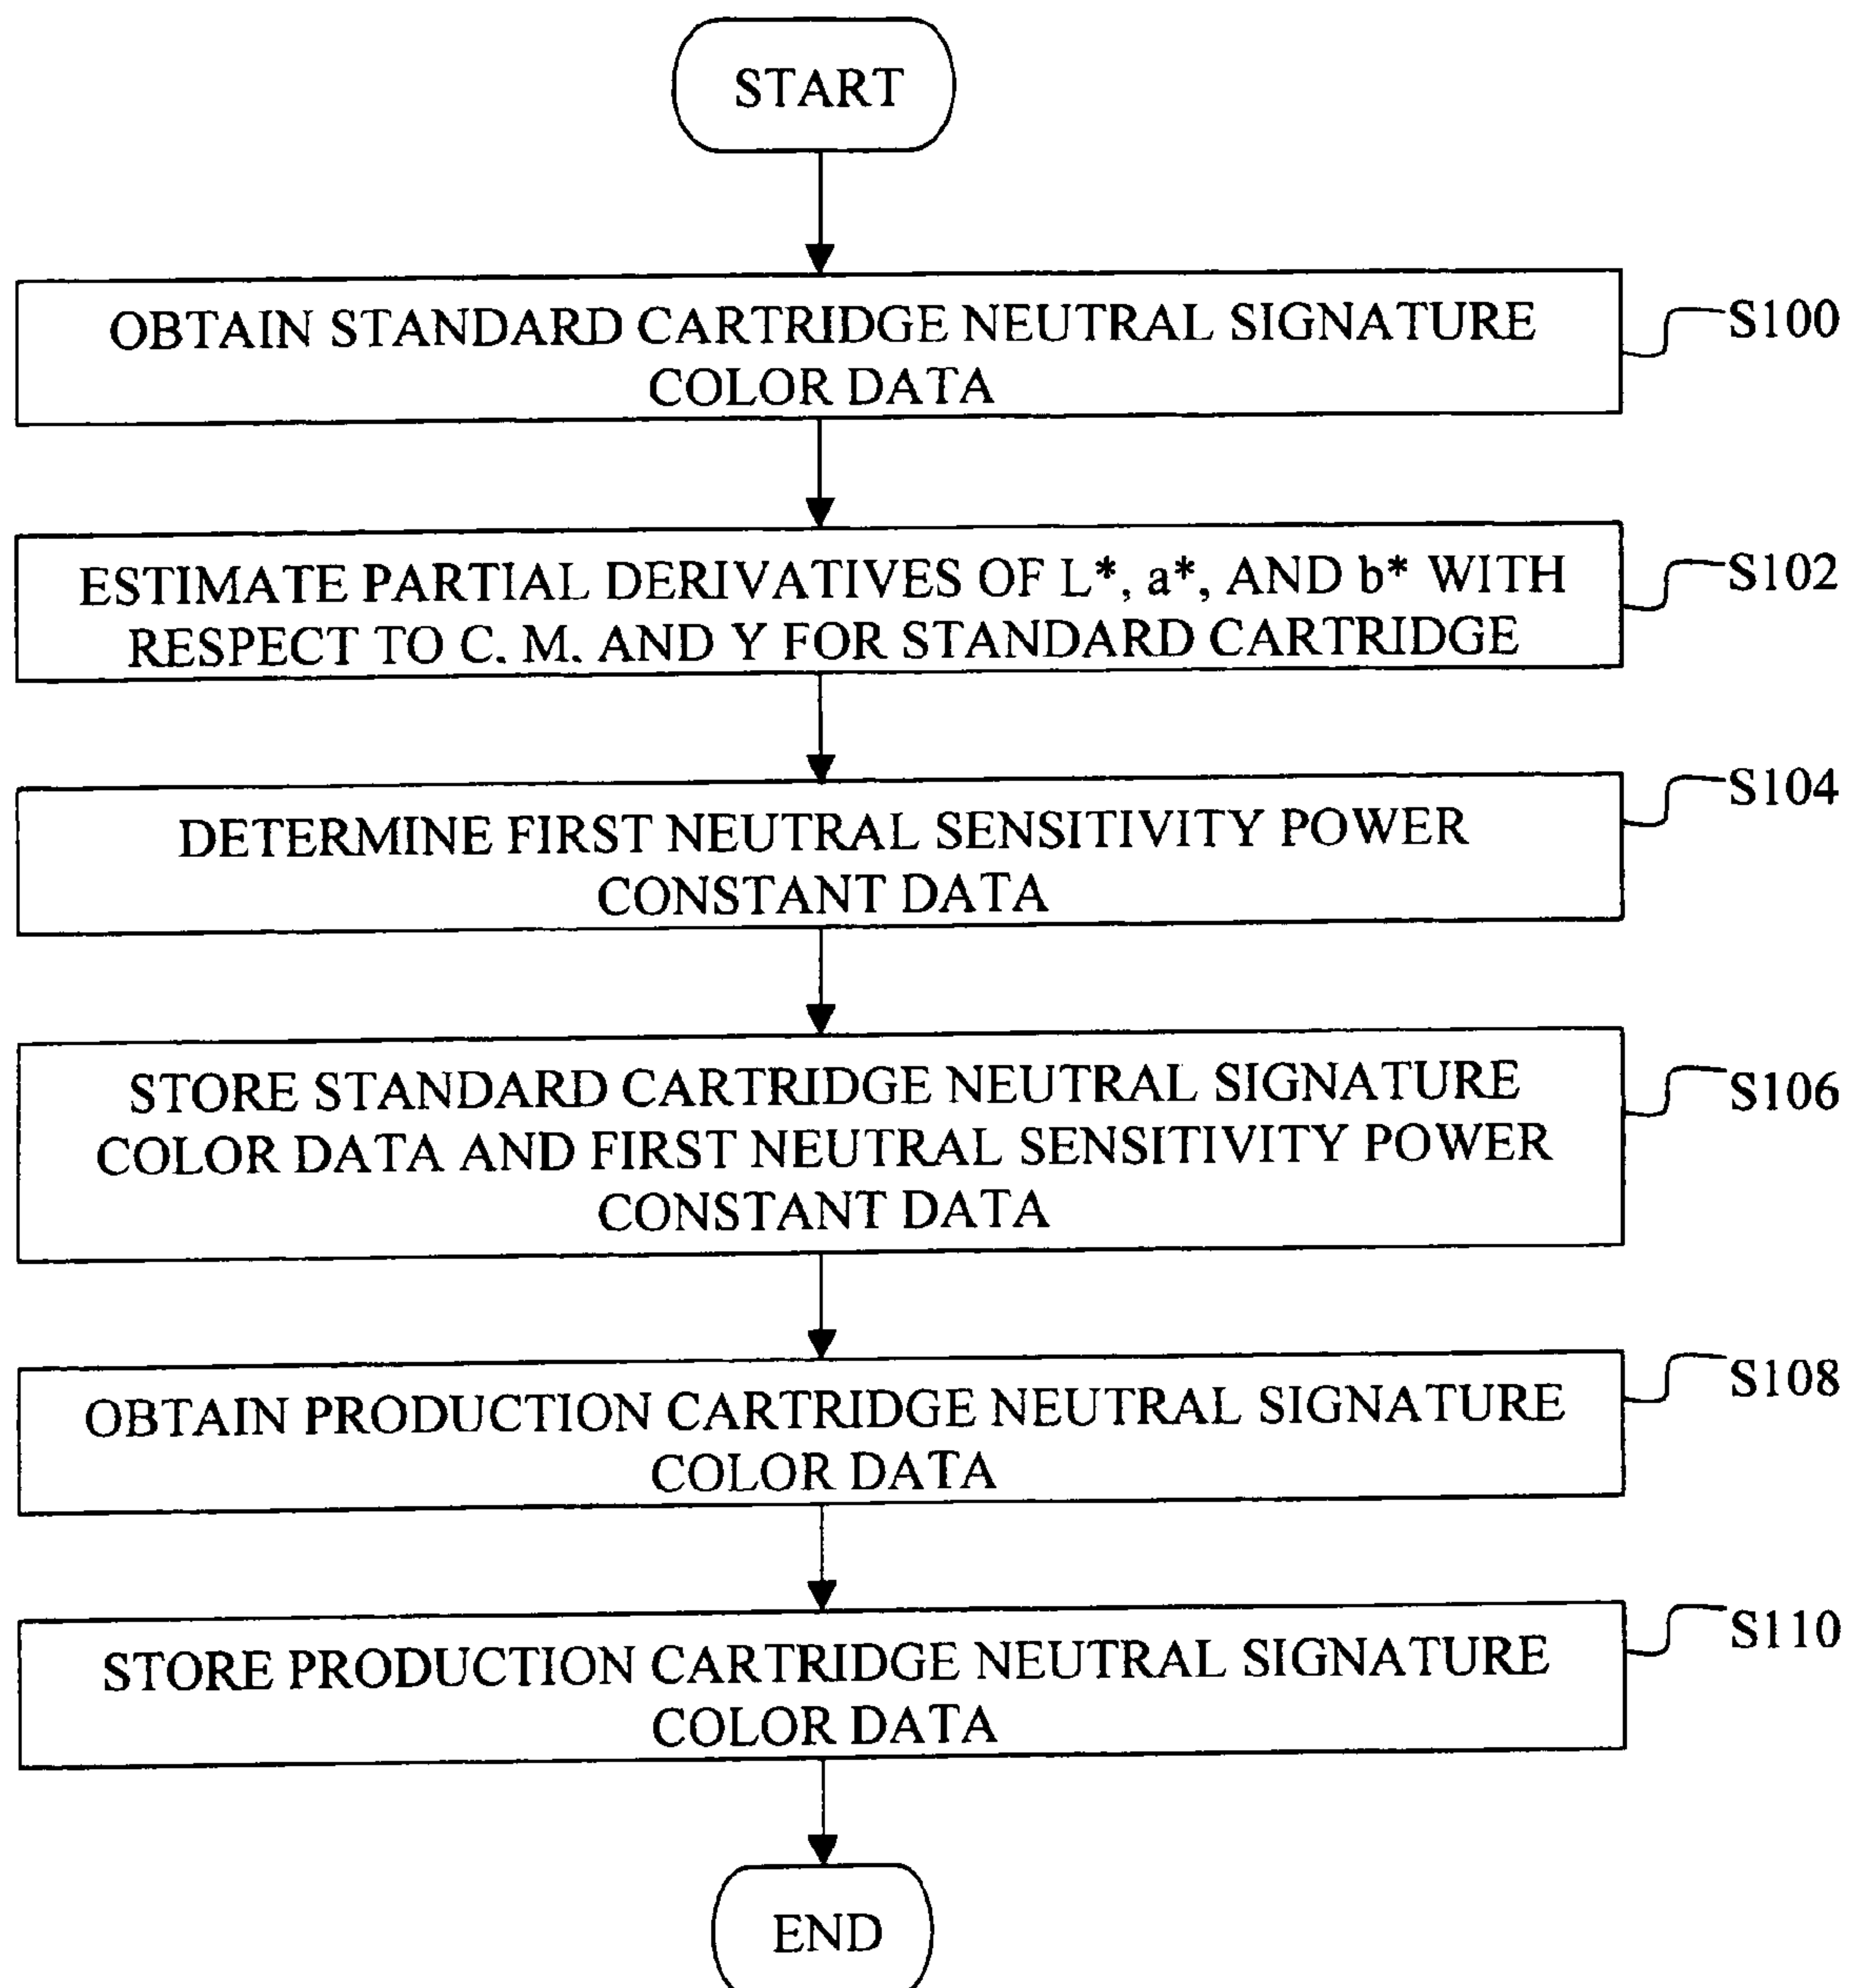 START
OBTAIN STANDARD CARTRIDGE NEUTRAL SIGNATURE
COLOR DATA
S100
ESTIMATE PARTIAL DERIVATIVES OF L*, a*, AND b* WITH
RESPECT TO C. M. AND Y FOR STANDARD CARTRIDGE
S102
DETERMINE FIRST NEUTRAL SENSITIVITY POWER
CONSTANT DATA
S104
STORE STANDARD CARTRIDGE NEUTRAL SIGNATURE
COLOR DATA AND FIRST NEUTRAL SENSITIVITY POWER
CONSTANT DATA
S106
OBTAIN PRODUCTION CARTRIDGE NEUTRAL SIGNATURE
COLOR DATA
S108
STORE PRODUCTION CARTRIDGE NEUTRAL SIGNATURE
COLOR DATA
S110
END